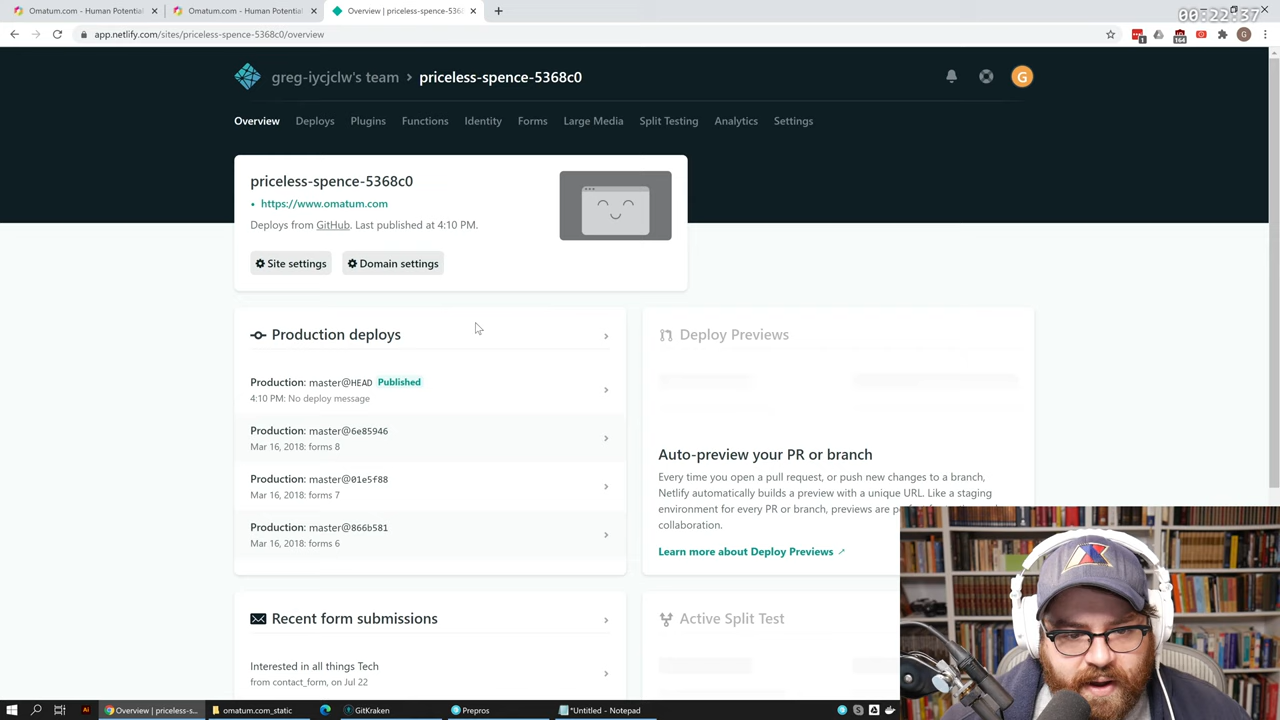 Omatum.com - Human Potential
Omatum.com - Human Potential
Overview | priceless-spence-5368
00:22:37
app.netlify.com/sites/priceless-spence-5368c0/overview
1
164
G
greg-iycjclw's team › priceless-spence-5368c0
G
Overview Deploys Plugins Functions Identity Forms Large Media Split Testing Analytics Settings
priceless-spence-5368c0
• https://www.omatum.com
Deploys from GitHub. Last published at 4:10 PM.
Site settings
Domain settings
Production deploys
Production: master@HEAD Published
4:10 PM: No deploy message
Production: master@6e85946
Mar 16, 2018: forms 8
Production: master@01e5f88
Mar 16, 2018: forms 7
Production: master@866b581
Mar 16, 2018: forms 6
Deploy Previews
Auto-preview your PR or branch
Every time you open a pull request, or push new changes to a branch,
Netlify automatically builds a preview with a unique URL. Like a staging
environment for every PR or branch, previews are
collaboration.
Learn more about Deploy Previews ↗
Recent form submissions
Interested in all things Tech
from contact_form, on Jul 22
Active Split Test
Ai
Overview | priceless-s...
omatum.com_static
GitKraken
Prepros
*Untitled - Notepad